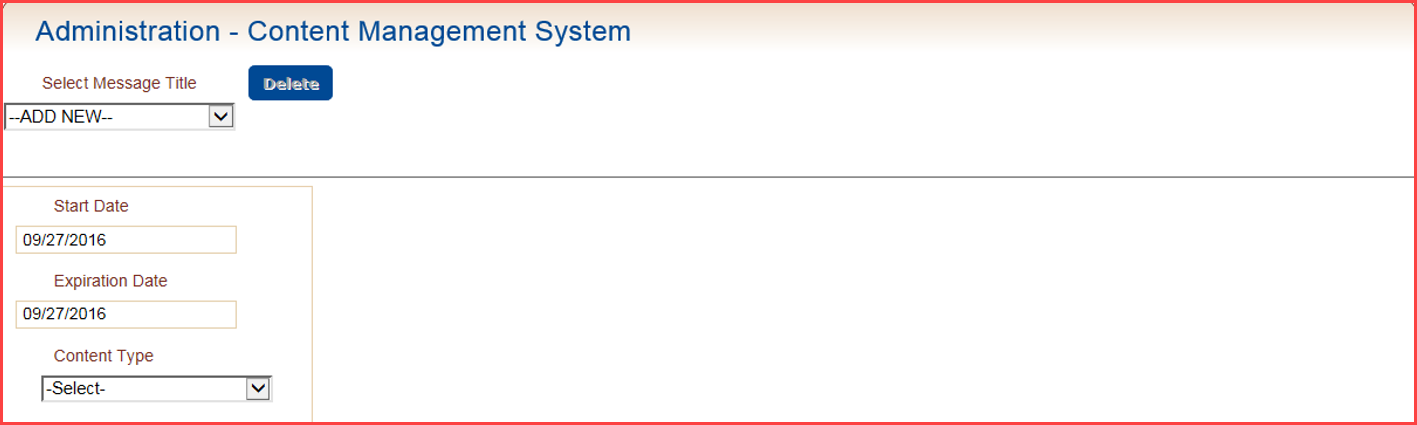 Administration - Content Management System
Select Message Title
Delete
--ADD NEW--
Start Date
09/27/2016
Expiration Date
09/27/2016
Content Type
-Select-